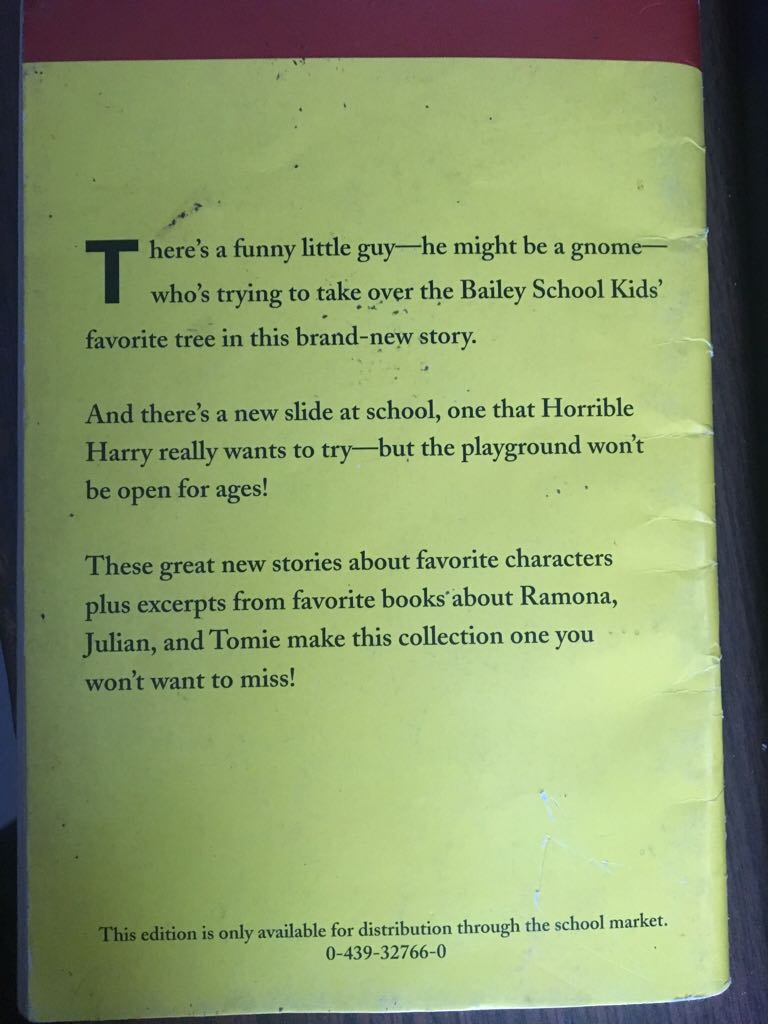 There's a funny little guy—he might be a gnome—
who's trying to take over the Bailey School Kids'
favorite tree in this brand-new story.
And there's a new slide at school, one that Horrible
Harry really wants to try—but the playground won't
be open for ages!
These great new stories about favorite characters
plus excerpts from favorite books about Ramona,
Julian, and Tomie make this collection one you
won't want to miss!
This edition is only available for distribution through the school market.
0-439-32766-0